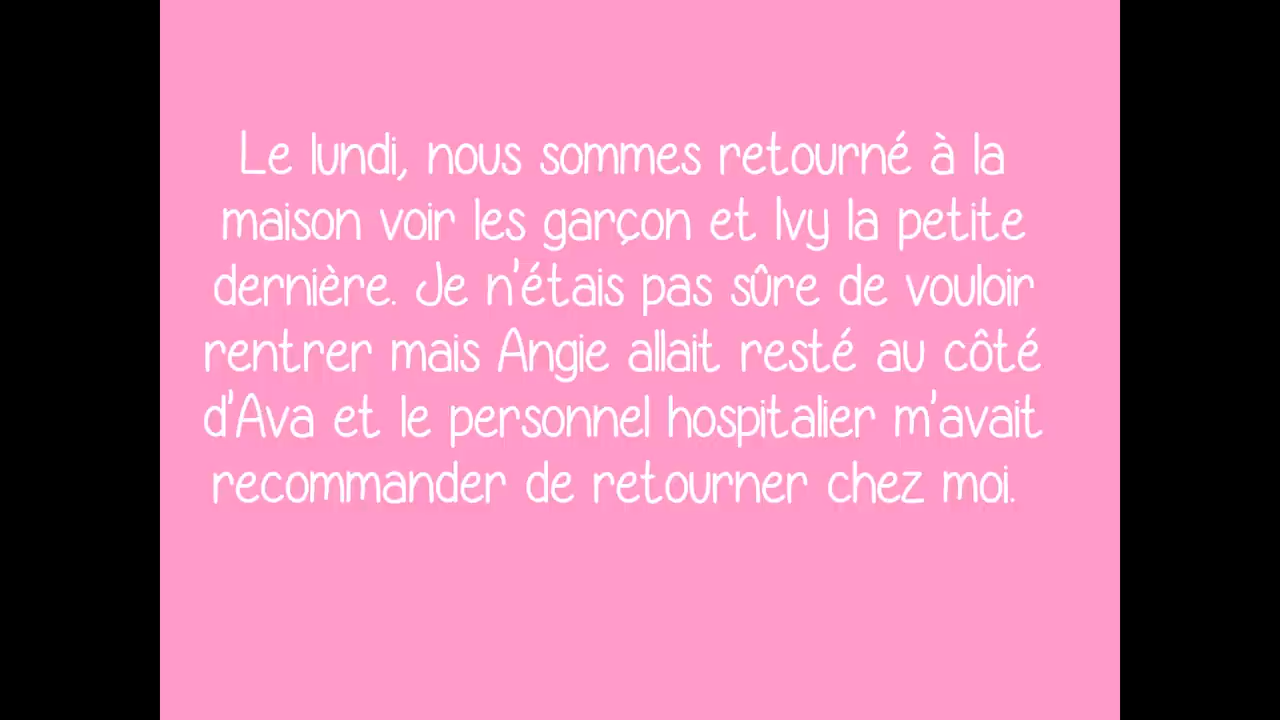 Le lundi, nous sommes retourné à la
maison voir les garçon et Ivy la petite
dernière. Je n'étais pas sûre de vouloir
rentrer mais Angie allait resté au côté
d'Ava et le personnel hospitalier m'avait
recommander de retourner chez moi.